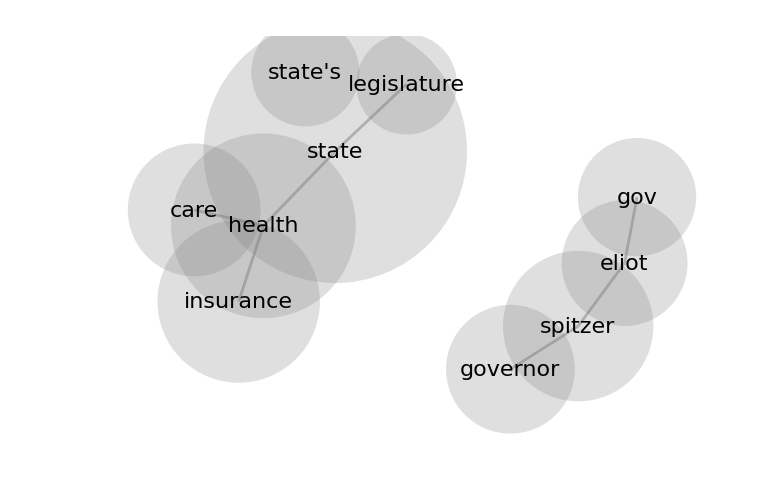 state's
legislature
state
gov
care
health
eliot
insurance
spitzer
governor